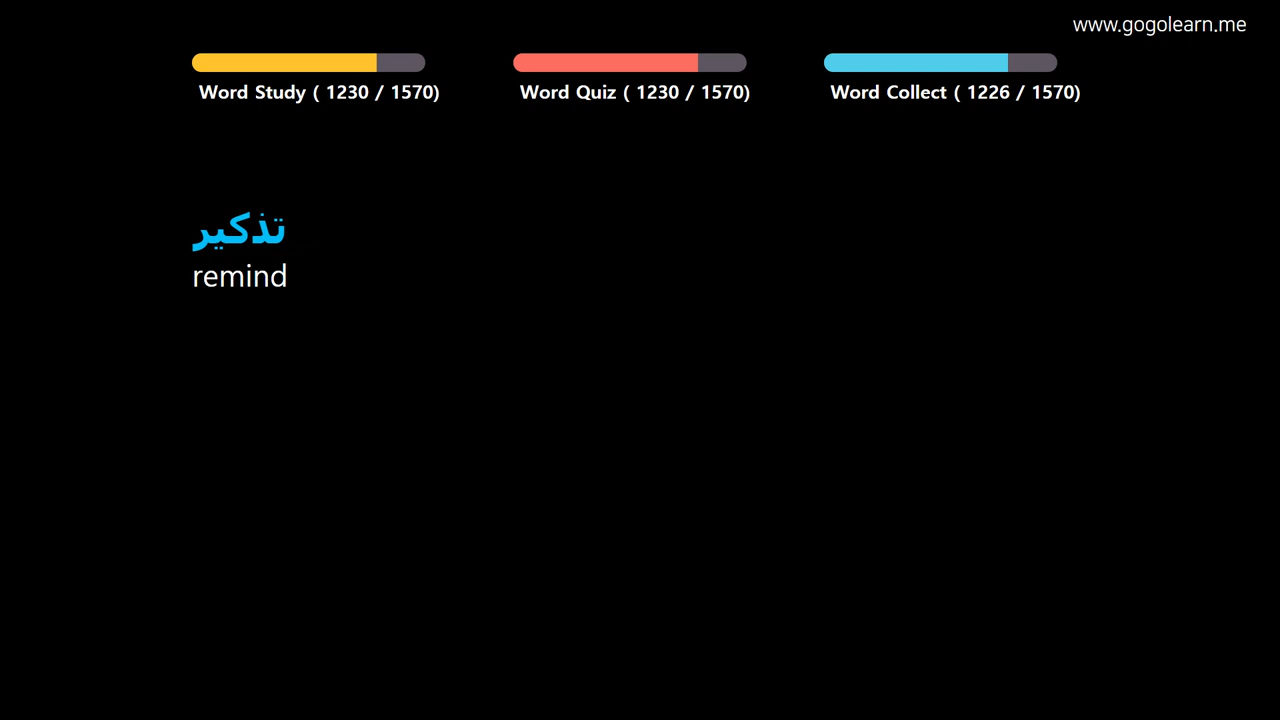 www.gogolearn.me
Word Study ( 1230 / 1570)
Word Quiz ( 1230 / 1570)
Word Collect ( 1226 / 1570)
تذكير
remind